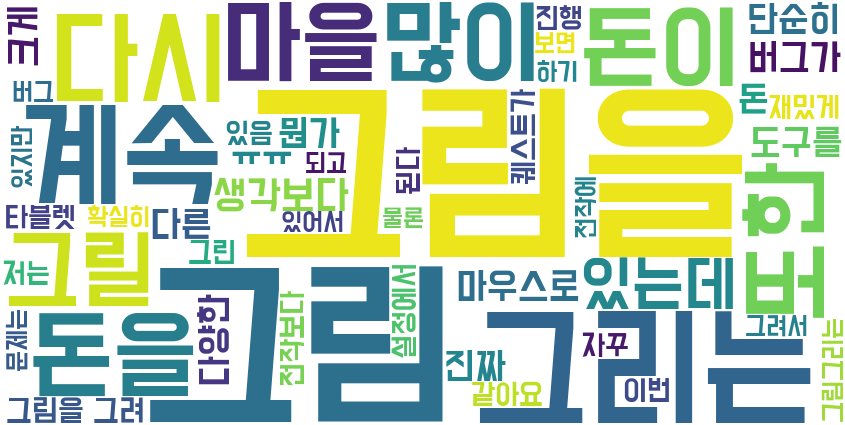 크게
다시
마을
많이
진행
보면
하기
돈이
단순히
버그가
버그
있지만
계속
있음
뭔가
ㅠㅠ
되고
그림을
퀘스트가
돈
재밌게
도구를
생각보다
된다
전작에
한번
타블렛
확실히
다른
있어서
물론
저는
그릴
그린
그림
설정에서
마우스로
있는데
문제는
돈을
다양한
전작보다
진짜
그리는
자꾸
그려서
같아요
이번
그림그리는
그림을 그려